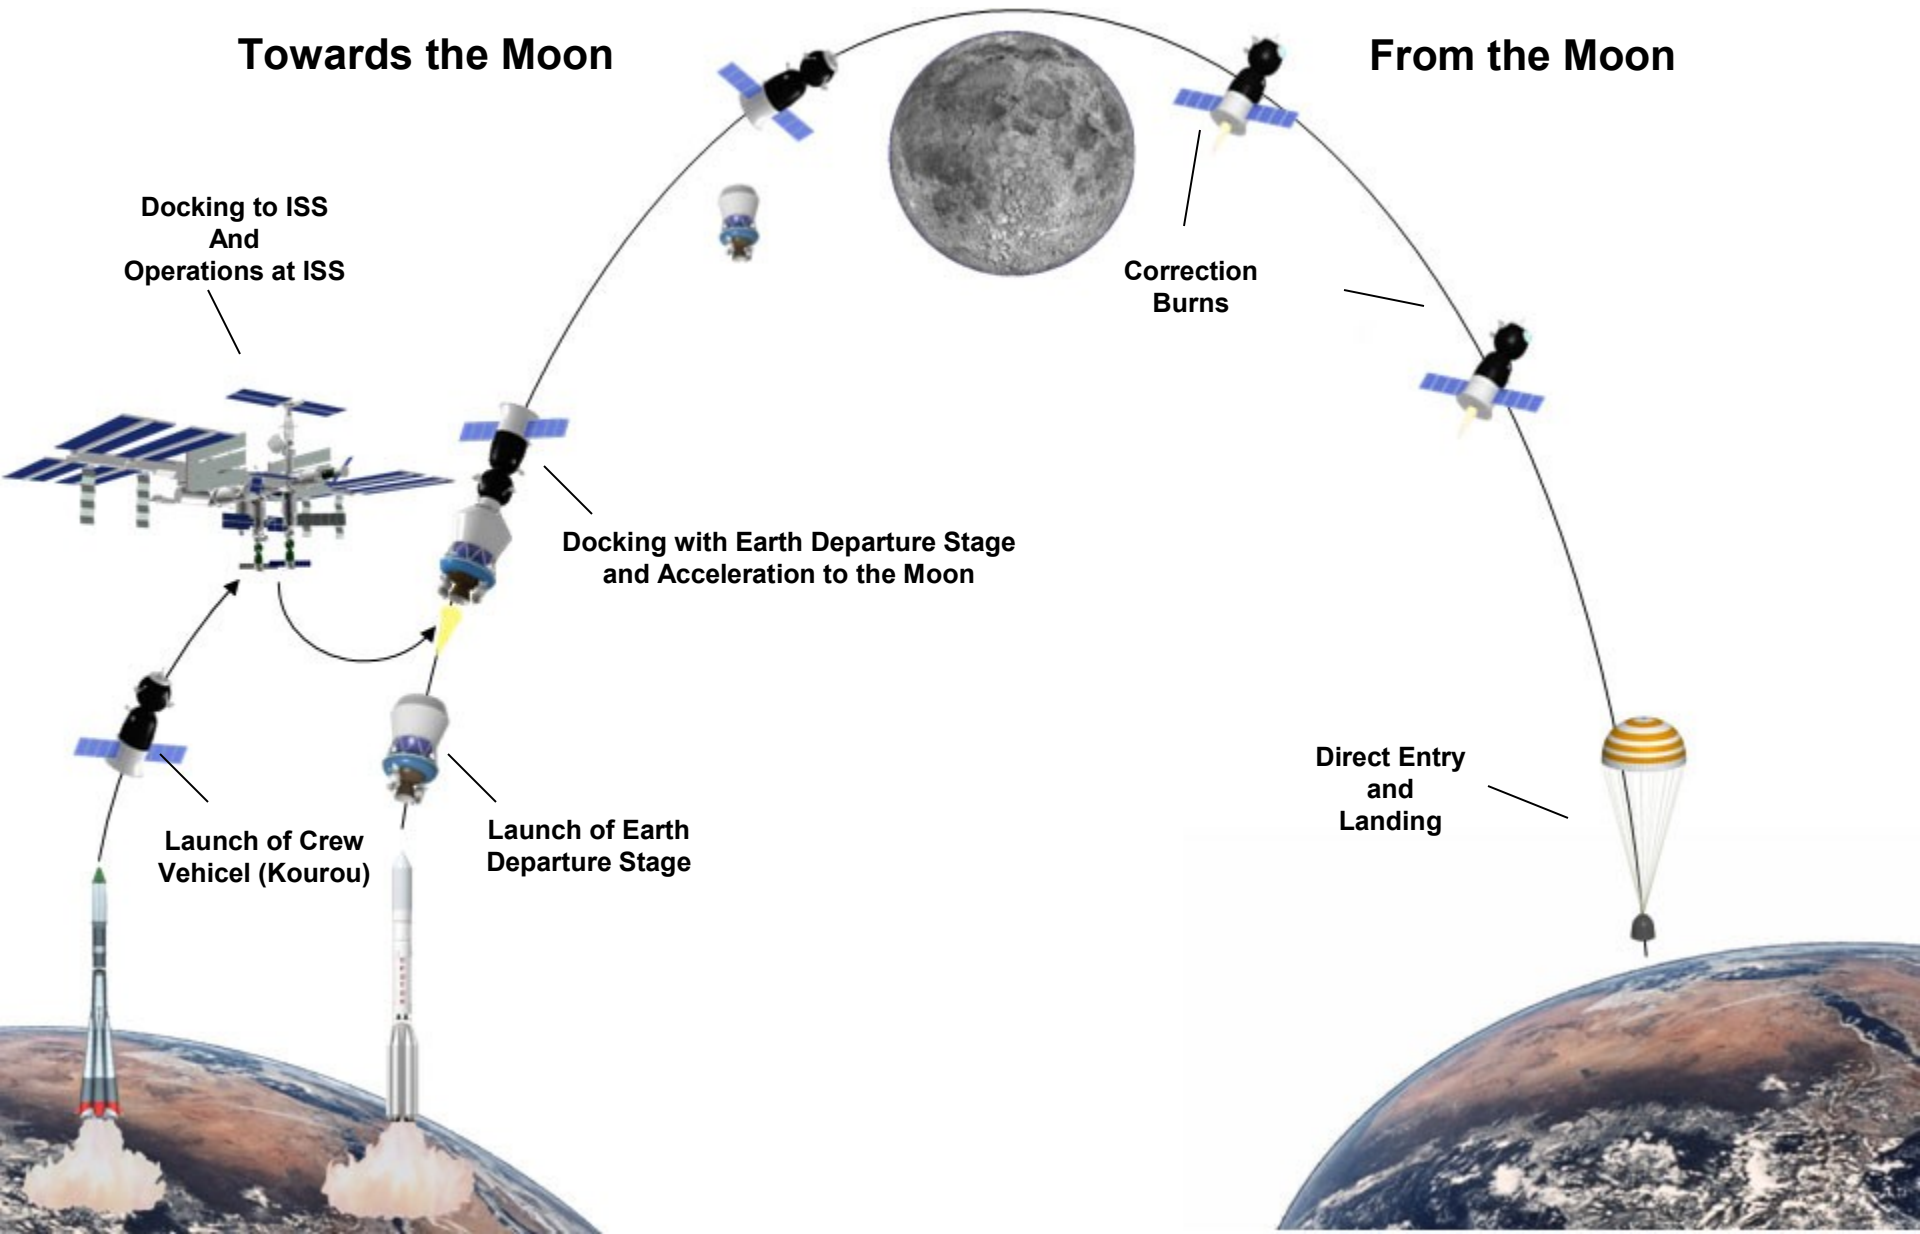 Towards the Moon
From the Moon
Docking to ISS
And
Operations at ISS
Correction
Burns
Docking with Earth Departure Stage
and Acceleration to the Moon
Direct Entry
and
Landing
Launch of Crew
Vehicel (Kourou)
Launch of Earth
Departure Stage